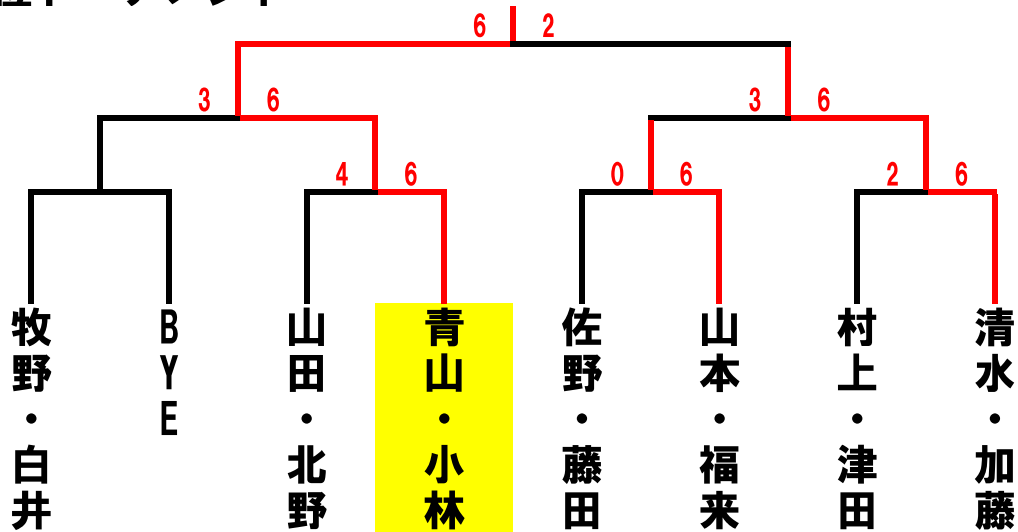 6 2
3 6 3 6
4 6 0 6 2 6
牧野・白井
BYE
山田・北野
青山・小林
佐野・藤田
山本・福来
村上・津田
清水・加藤